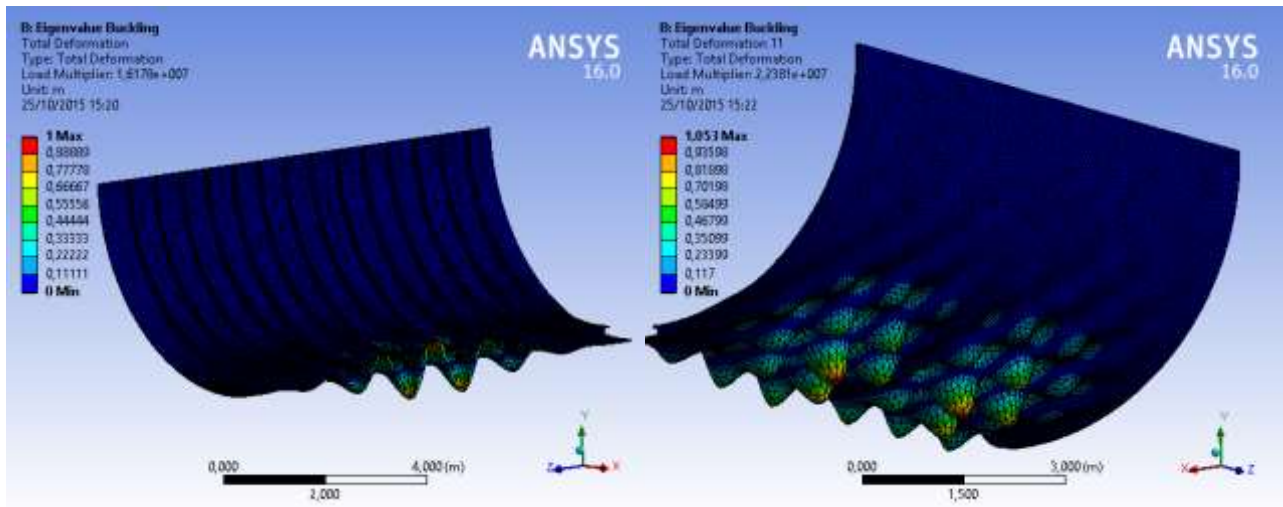 B: Eigenvalue Buckling
Total Deformation
Type: Total Deformation
Load Multiplier: 1,6178e+007
Unit: m
25/10/2015 15:20
ANSYS
16.0
1 Max
0,88889
0,77778
0,66667
0,55556
0,44444
0,33333
0,22222
0,11111
0 Min
Y
Z
X
0,000
4,000 (m)
2,000
B: Eigenvalue Buckling
Total Deformation 11
Type: Total Deformation
Load Multiplier: 2,2381e+007
Unit: m
25/10/2015 15:22
ANSYS
16.0
1,053 Max
0,93598
0,81898
0,70198
0,58499
0,46799
0,35099
0,23399
0,117
0 Min
Y
X
Z
0,000
3,000 (m)
1,500